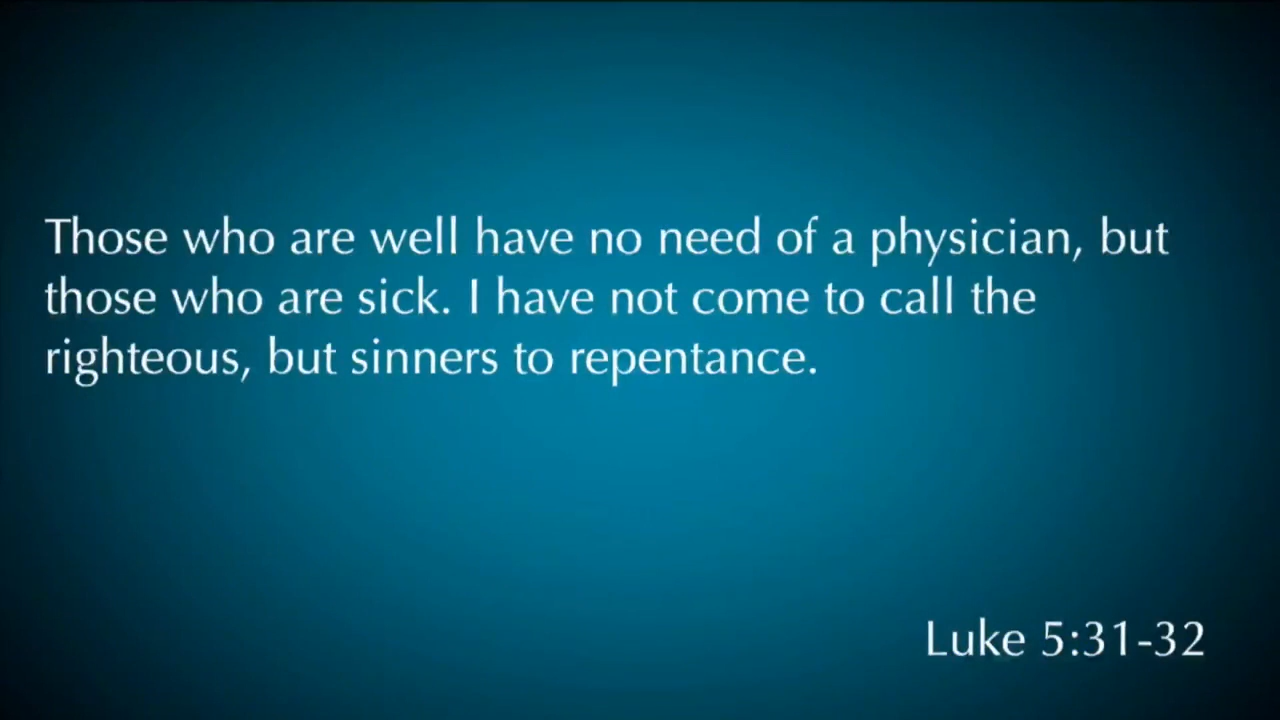 Those who are well have no need of a physician, but
those who are sick. I have not come to call the
righteous, but sinners to repentance.
Luke 5:31-32